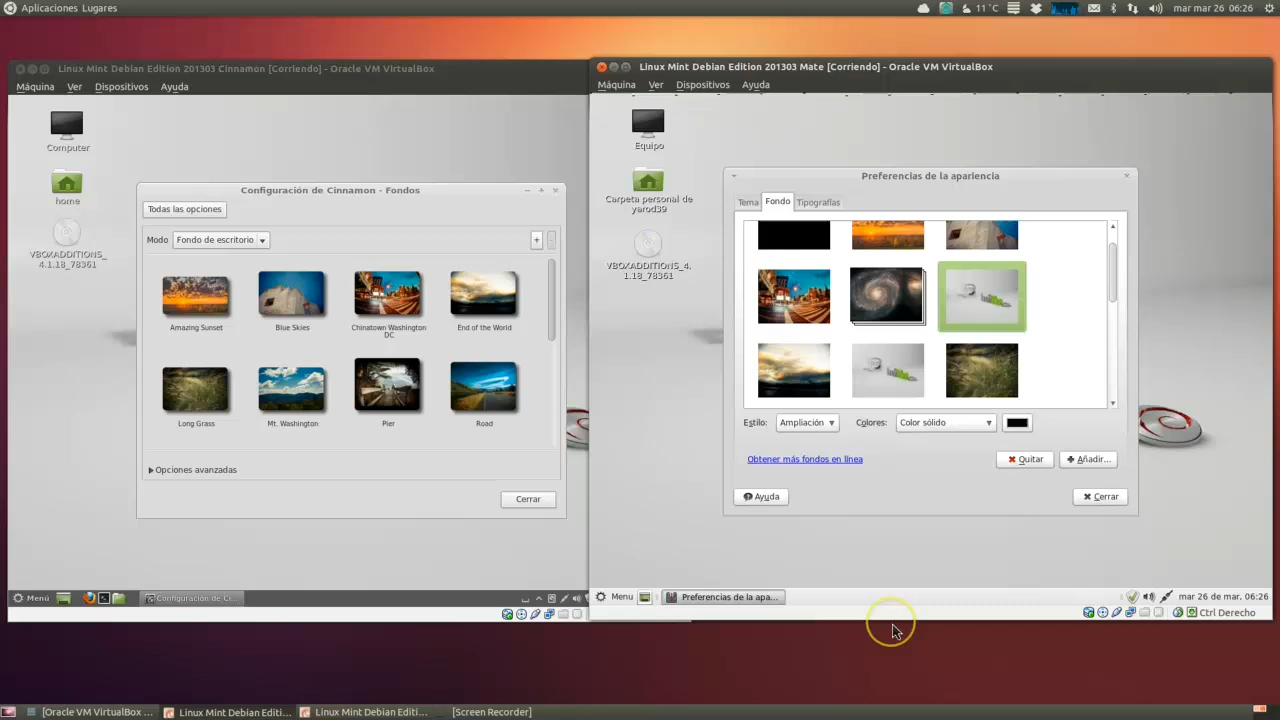 Aplicaciones Lugares
11 °C
mar mar 26 06:26
Linux Mint Debian Edition 201303 Cinnamon [Corriendo] - Oracle VM VirtualBox
Máquina Ver Dispositivos Ayuda
Computer
home
VBOXADDITIONS_
4.1.18_78361
Configuración de Cinnamon - Fondos
Todas las opciones
Modo Fondo de escritorio
Amazing Sunset
Blue Skies
Chinatown Washington
DC
End of the World
Long Grass
Mt. Washington
Pier
Road
Opciones avanzadas
Cerrar
Menú
Configuración de Ci...
Linux Mint Debian Edition 201303 Mate [Corriendo] - Oracle VM VirtualBox
Máquina Ver Dispositivos Ayuda
Equipo
Carpeta personal de
yarod39
VBOXADDITIONS_4.
1.18_78361
Preferencias de la apariencia
Tema Fondo Tipografías
Estilo: Ampliación Colores: Color sólido
Obtener más fondos en línea
Quitar
Añadir...
Ayuda
Cerrar
Menu
Preferencias de la apa...
mar 26 de mar, 06:26
Ctrl Derecho
[Oracle VM VirtualBox ...
Linux Mint Debian Editi...
Linux Mint Debian Editi...
[Screen Recorder]